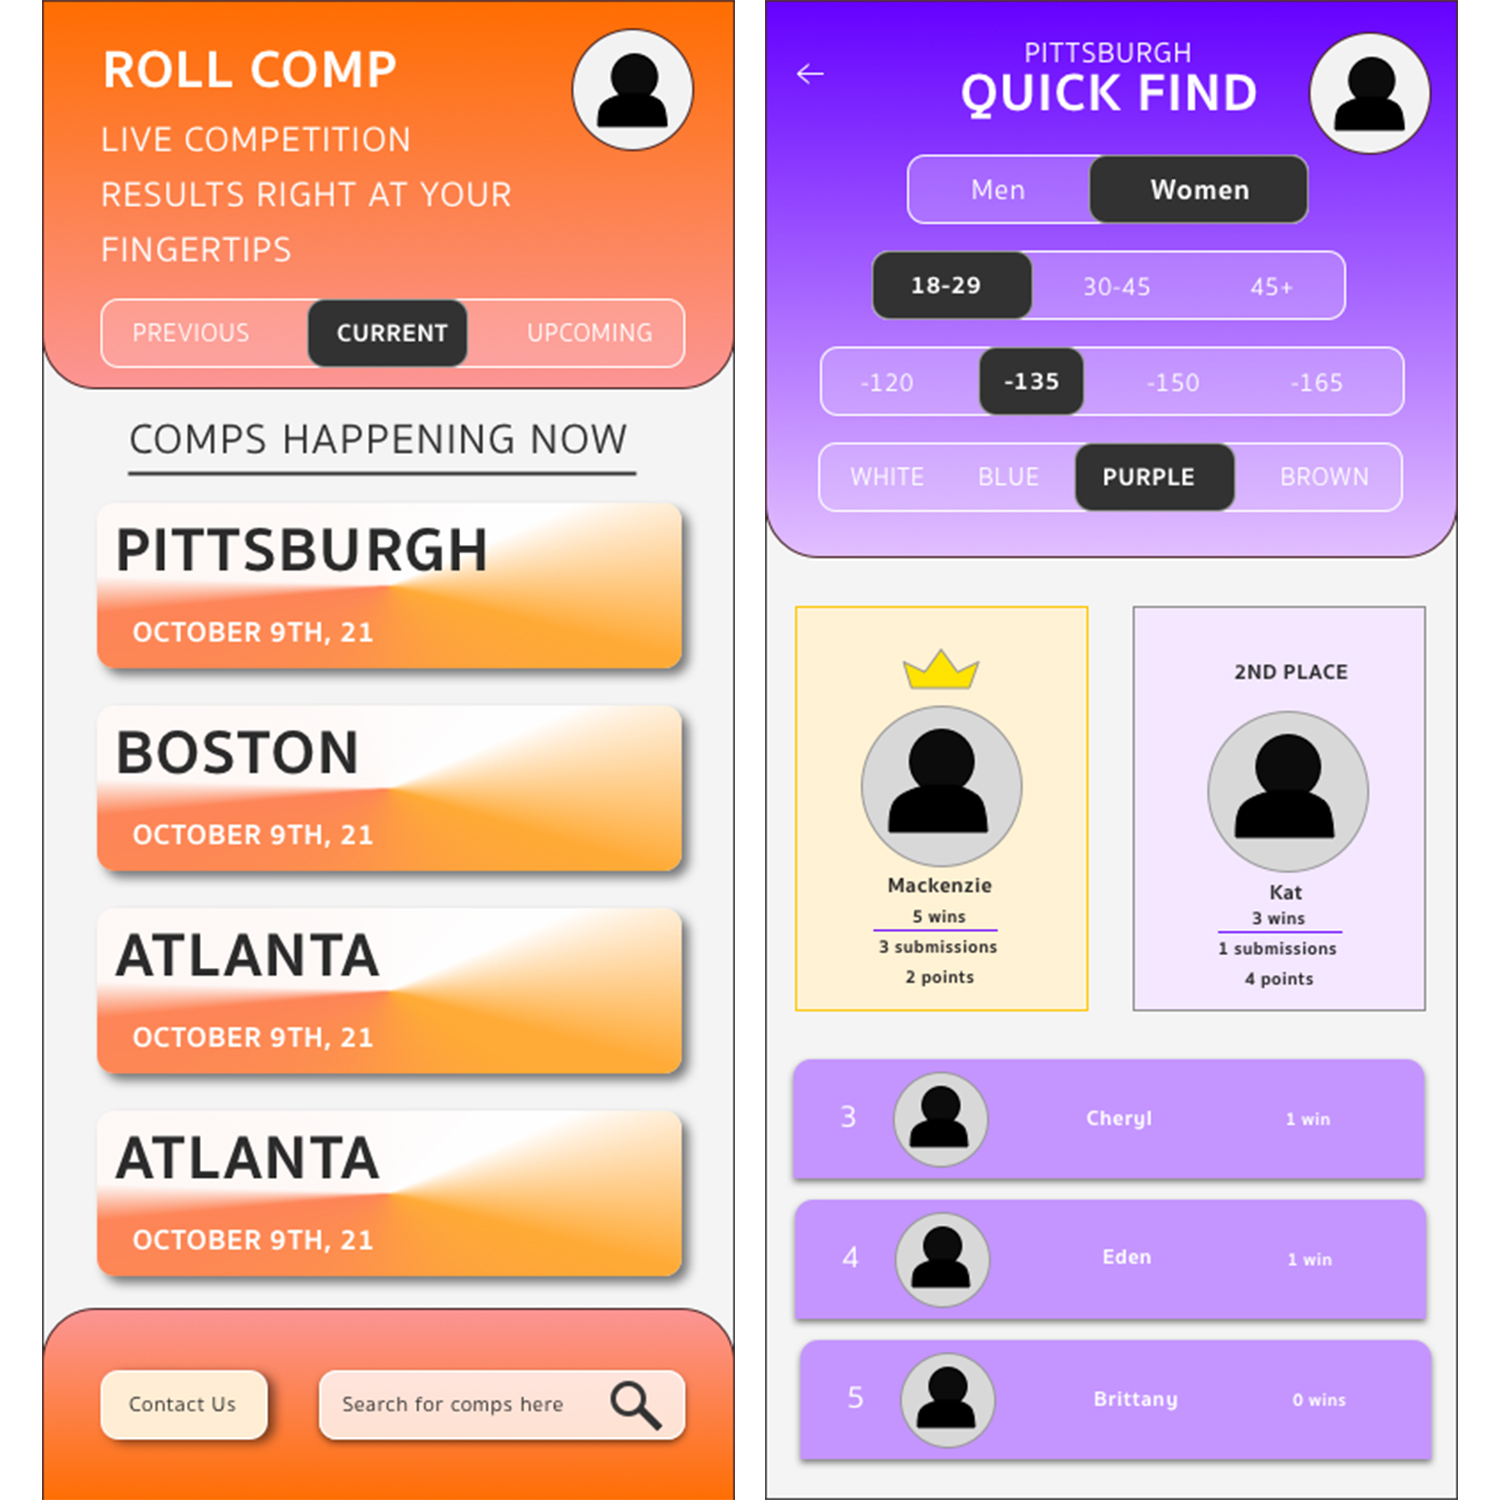 ROLL COMP
LIVE COMPETITION
RESULTS RIGHT AT YOUR
FINGERTIPS
PREVIOUS CURRENT UPCOMING
COMPS HAPPENING NOW
PITTSBURGH
OCTOBER 9TH, 21
BOSTON
OCTOBER 9TH, 21
ATLANTA
OCTOBER 9TH, 21
ATLANTA
OCTOBER 9TH, 21
Contact Us
Search for comps here
PITTSBURGH
QUICK FIND
Men Women
18-29 30-45 45+
-120 -135 -150 -165
WHITE BLUE PURPLE BROWN
Mackenzie
5 wins
3 submissions
2 points
2ND PLACE
Kat
3 wins
1 submissions
4 points
3 Cheryl 1 win
4 Eden 1 win
5 Brittany 0 wins